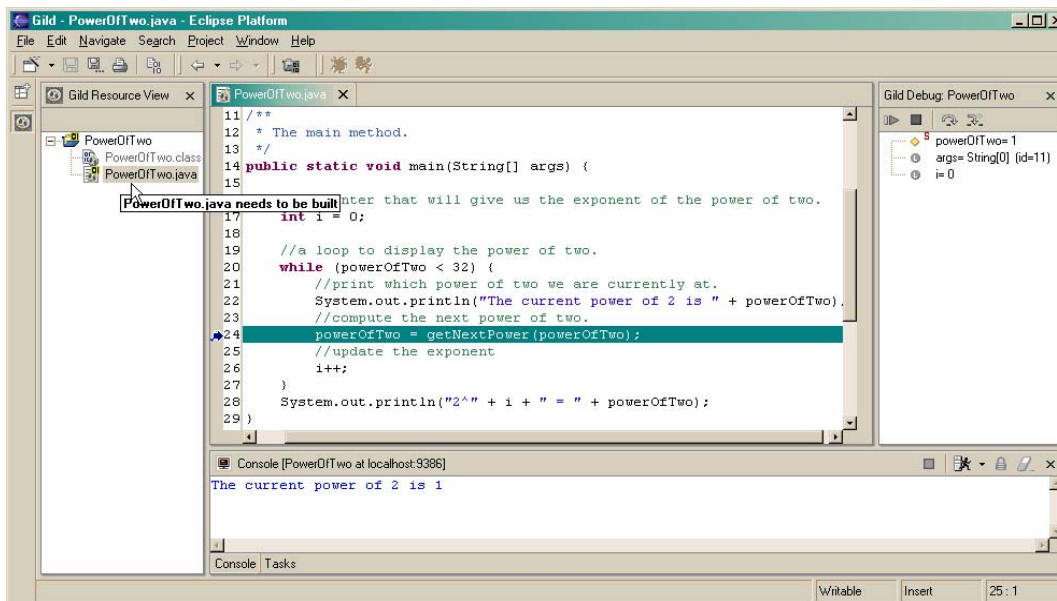 Gild - PowerOfTwo.java - Eclipse Platform
File Edit Navigate Search Project Window Help
Gild Resource View
PowerOfTwo
PowerOfTwo.class
PowerOfTwo.java
PowerOfTwo.java needs to be built
PowerOfTwo.java
11 /**
12 * The main method.
13 */
14 public static void main(String[] args) {
15
nter that will give us the exponent of the power of two.
17 int i = 0;
18
19 //a loop to display the power of two.
20 while (powerOfTwo < 32) {
21 //print which power of two we are currently at.
22 System.out.println("The current power of 2 is " + powerOfTwo)
23 //compute the next power of two.
24 powerOfTwo = getNextPower(powerOfTwo);
25 //update the exponent
26 i++;
27 }
28 System.out.println("2^" + i + " = " + powerOfTwo);
29 }
Gild Debug: PowerOfTwo
powerOfTwo= 1
args= String[0] (id=11)
i= 0
Console [PowerOfTwo at localhost:9386]
The current power of 2 is 1
Console Tasks
Writable Insert 25 : 1